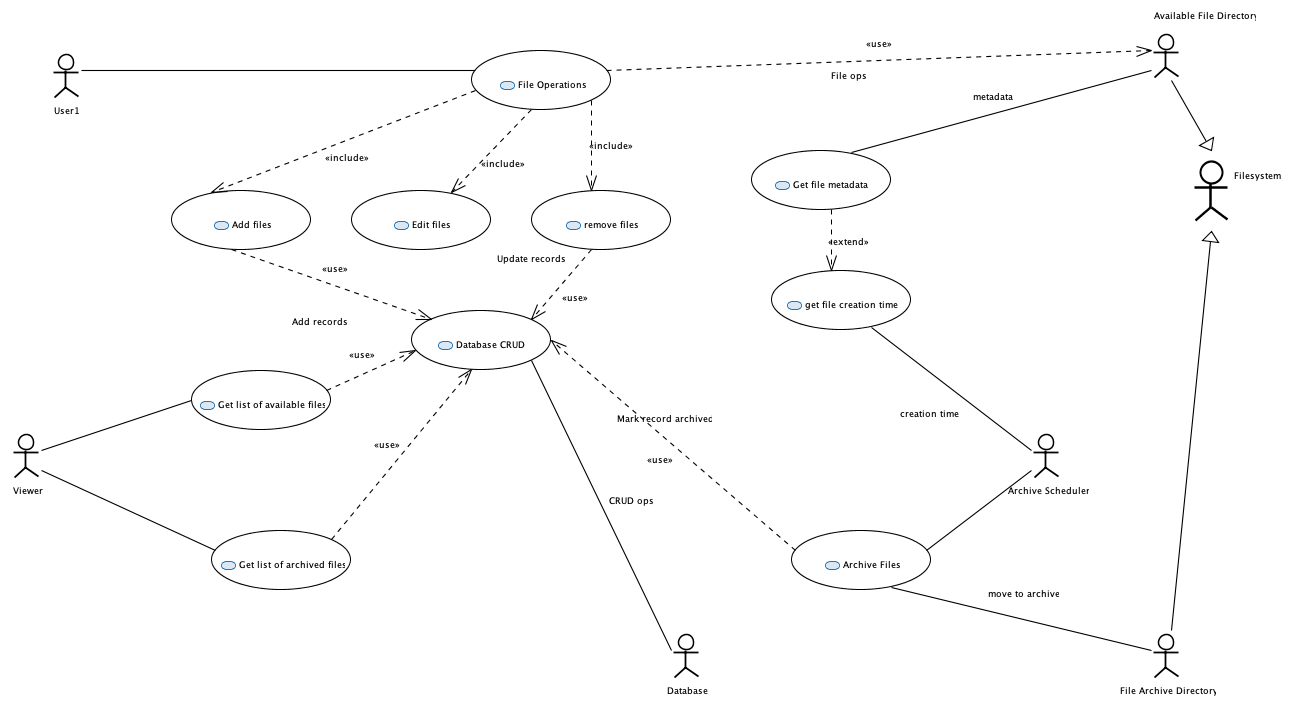 Available File Directory
«use»
File Operations
File ops
User1
metadata
«include»
«include»
«include»
Filesystem
Get file metadata
Add files
Edit files
remove files
«extend»
Update records
«use»
«use»
get file creation time
Add records
Database CRUD
«use»
Get list of available files
creation time
Mark record archived
«use»
«use»
Viewer
Archive Scheduler
CRUD ops
Get list of archived files
Archive Files
move to archive
Database
File Archive Directory